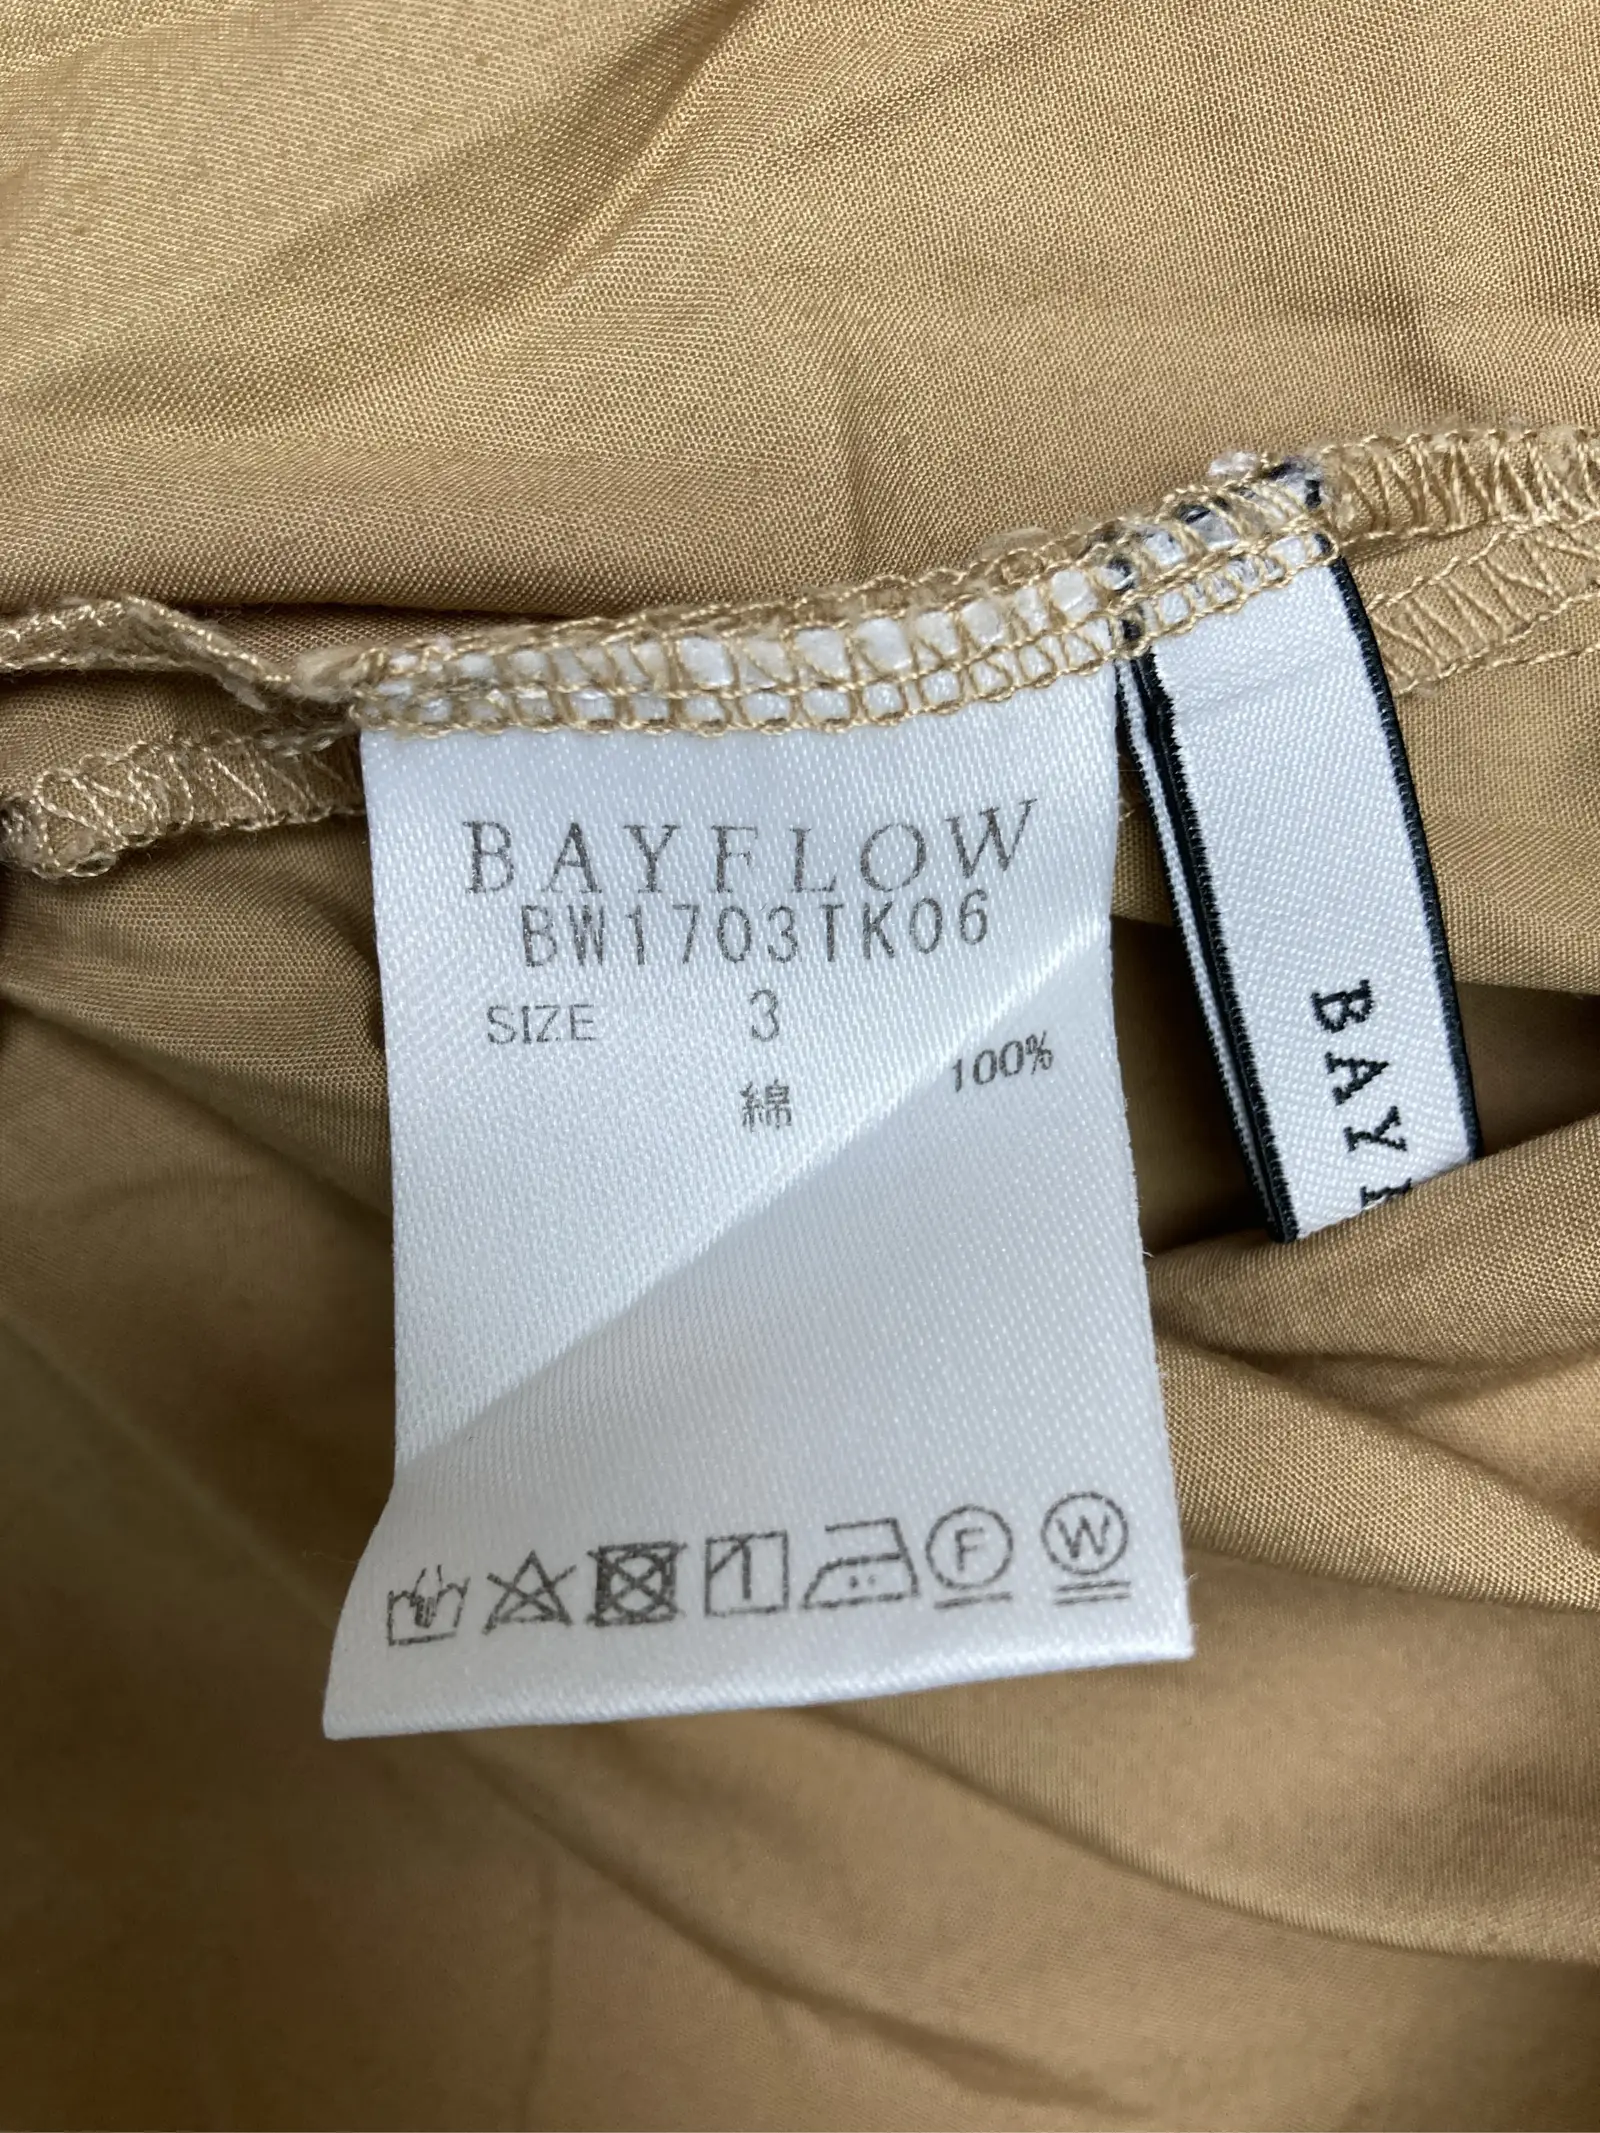 BAYFLOW
BW1703TK06
SIZE 3
綿 100%
F W
BAY